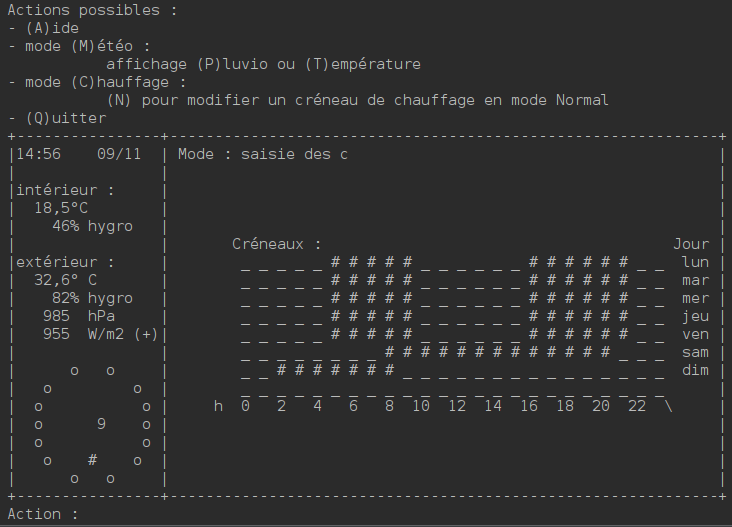 Actions possibles :
- (A)ide
- mode (M)étéo :
           affichage (P)luvio ou (T)empérature
- mode (C)hauffage :
           (N) pour modifier un créneau de chauffage en mode Normal
- (Q)uitter
+----------------+-------------------------------------------------------------+
|14:56    09/11  | Mode : saisie des c                                         |
|                |                                                             |
|intérieur :     |                                                             |
|  18,5°C        |                                                             |
|    46% hygro   |                                                             |
|                |       Créneaux :                                       Jour |
|extérieur :     |        _ _ _ _ _ # # # # # _ _ _ _ _ _ # # # # # # _ _  lun |
|  32,6° C       |        _ _ _ _ _ # # # # # _ _ _ _ _ _ # # # # # # _ _  mar |
|    82% hygro   |        _ _ _ _ _ # # # # # _ _ _ _ _ _ # # # # # # _ _  mer |
|   985  hPa     |        _ _ _ _ _ # # # # # _ _ _ _ _ _ # # # # # # _ _  jeu |
|   955  W/m2 (+)|        _ _ _ _ _ # # # # # _ _ _ _ _ _ # # # # # # _ _  ven |
|                |        _ _ _ _ _ _ _ _ # # # # # # # # # # # # # _ _ _  sam |
|      o   o     |        _ _ # # # # # # # _ _ _ _ _ _ _ _ _ _ _ _ _ _ _  dim |
|   o         o  |        _ _ _ _ _ _ _ _ _ _ _ _ _ _ _ _ _ _ _ _ _ _ _ _      |
|  o           o |     h  0   2   4   6   8  10  12  14  16  18  20  22  \     |
|  o      9    o |                                                             |
|  o           o |                                                             |
|   o    #    o  |                                                             |
|      o   o     |                                                             |
+----------------+-------------------------------------------------------------+
Action :